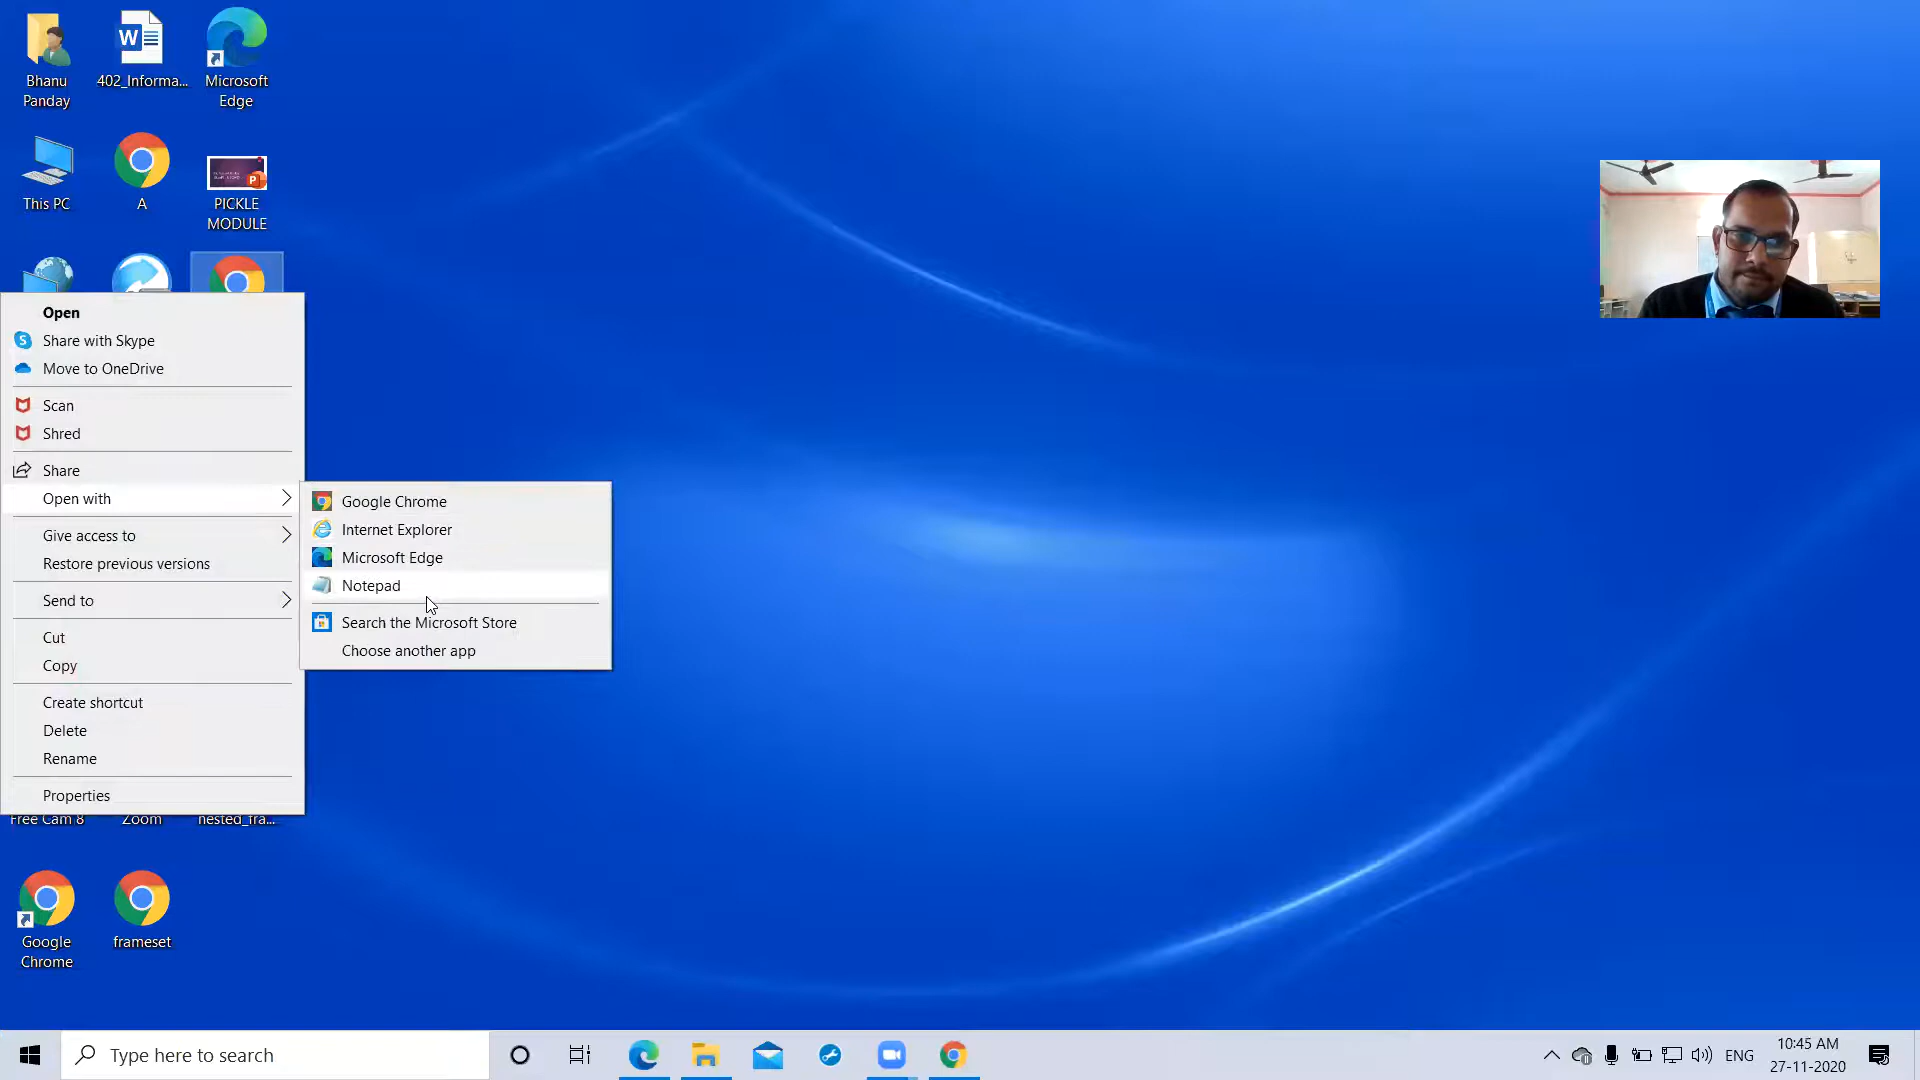 Bhanu
Panday
402_Informa...
Microsoft
Edge
This PC
A
PICKLE
MODULE
Open
Share with Skype
Move to OneDrive
Scan
Shred
Share
Open with
Give access to
Restore previous versions
Send to
Cut
Copy
Create shortcut
Delete
Rename
Properties
Google Chrome
Internet Explorer
Microsoft Edge
Notepad
Search the Microsoft Store
Choose another app
Free Cam 8
Zoom
nested_fra...
Google
Chrome
frameset
Type here to search
ENG
10:45 AM
27-11-2020